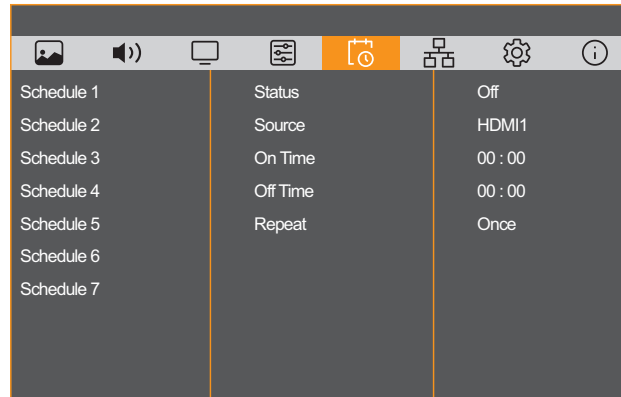 Schedule 1 Status Off
Schedule 2 Source HDMI1
Schedule 3 On Time 00 : 00
Schedule 4 Off Time 00 : 00
Schedule 5 Repeat Once
Schedule 6
Schedule 7